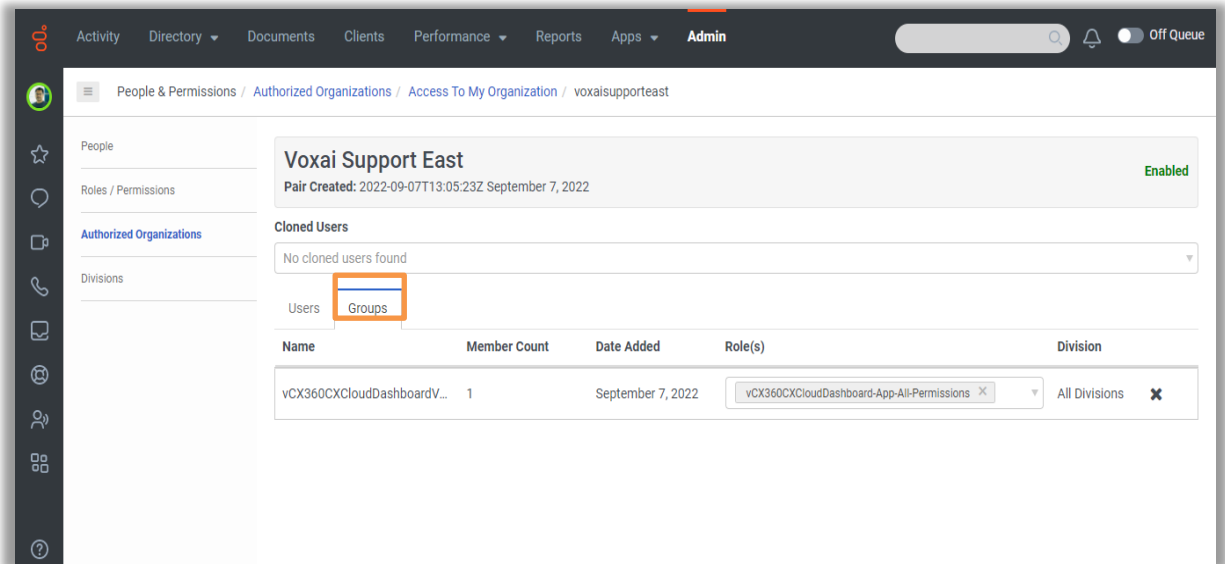 Activity Directory Documents Clients Performance Reports Apps Admin Off Queue
People & Permissions / Authorized Organizations / Access To My Organization / voxaisupporteast
People
Roles / Permissions
Authorized Organizations
Divisions
Voxai Support East
Enabled
Pair Created: 2022-09-07T13:05:23Z September 7, 2022
Cloned Users
No cloned users found
Users Groups
Name Member Count Date Added Role(s) Division
vCX360CXCloudDashboardV... 1 September 7, 2022 vCX360CXCloudDashboard-App-All-Permissions All Divisions